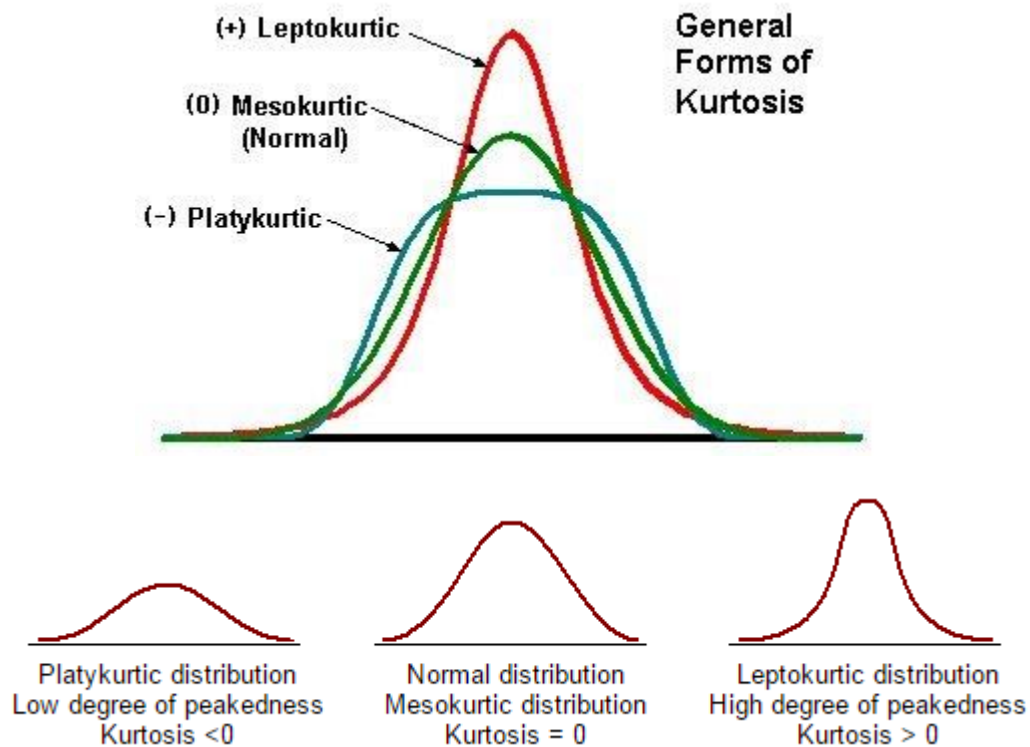 (+) Leptokurtic
General
Forms of
Kurtosis
(0) Mesokurtic
(Normal)
(-) Platykurtic
Platykurtic distribution
Low degree of peakedness
Kurtosis <0
Normal distribution
Mesokurtic distribution
Kurtosis = 0
Leptokurtic distribution
High degree of peakedness
Kurtosis > 0